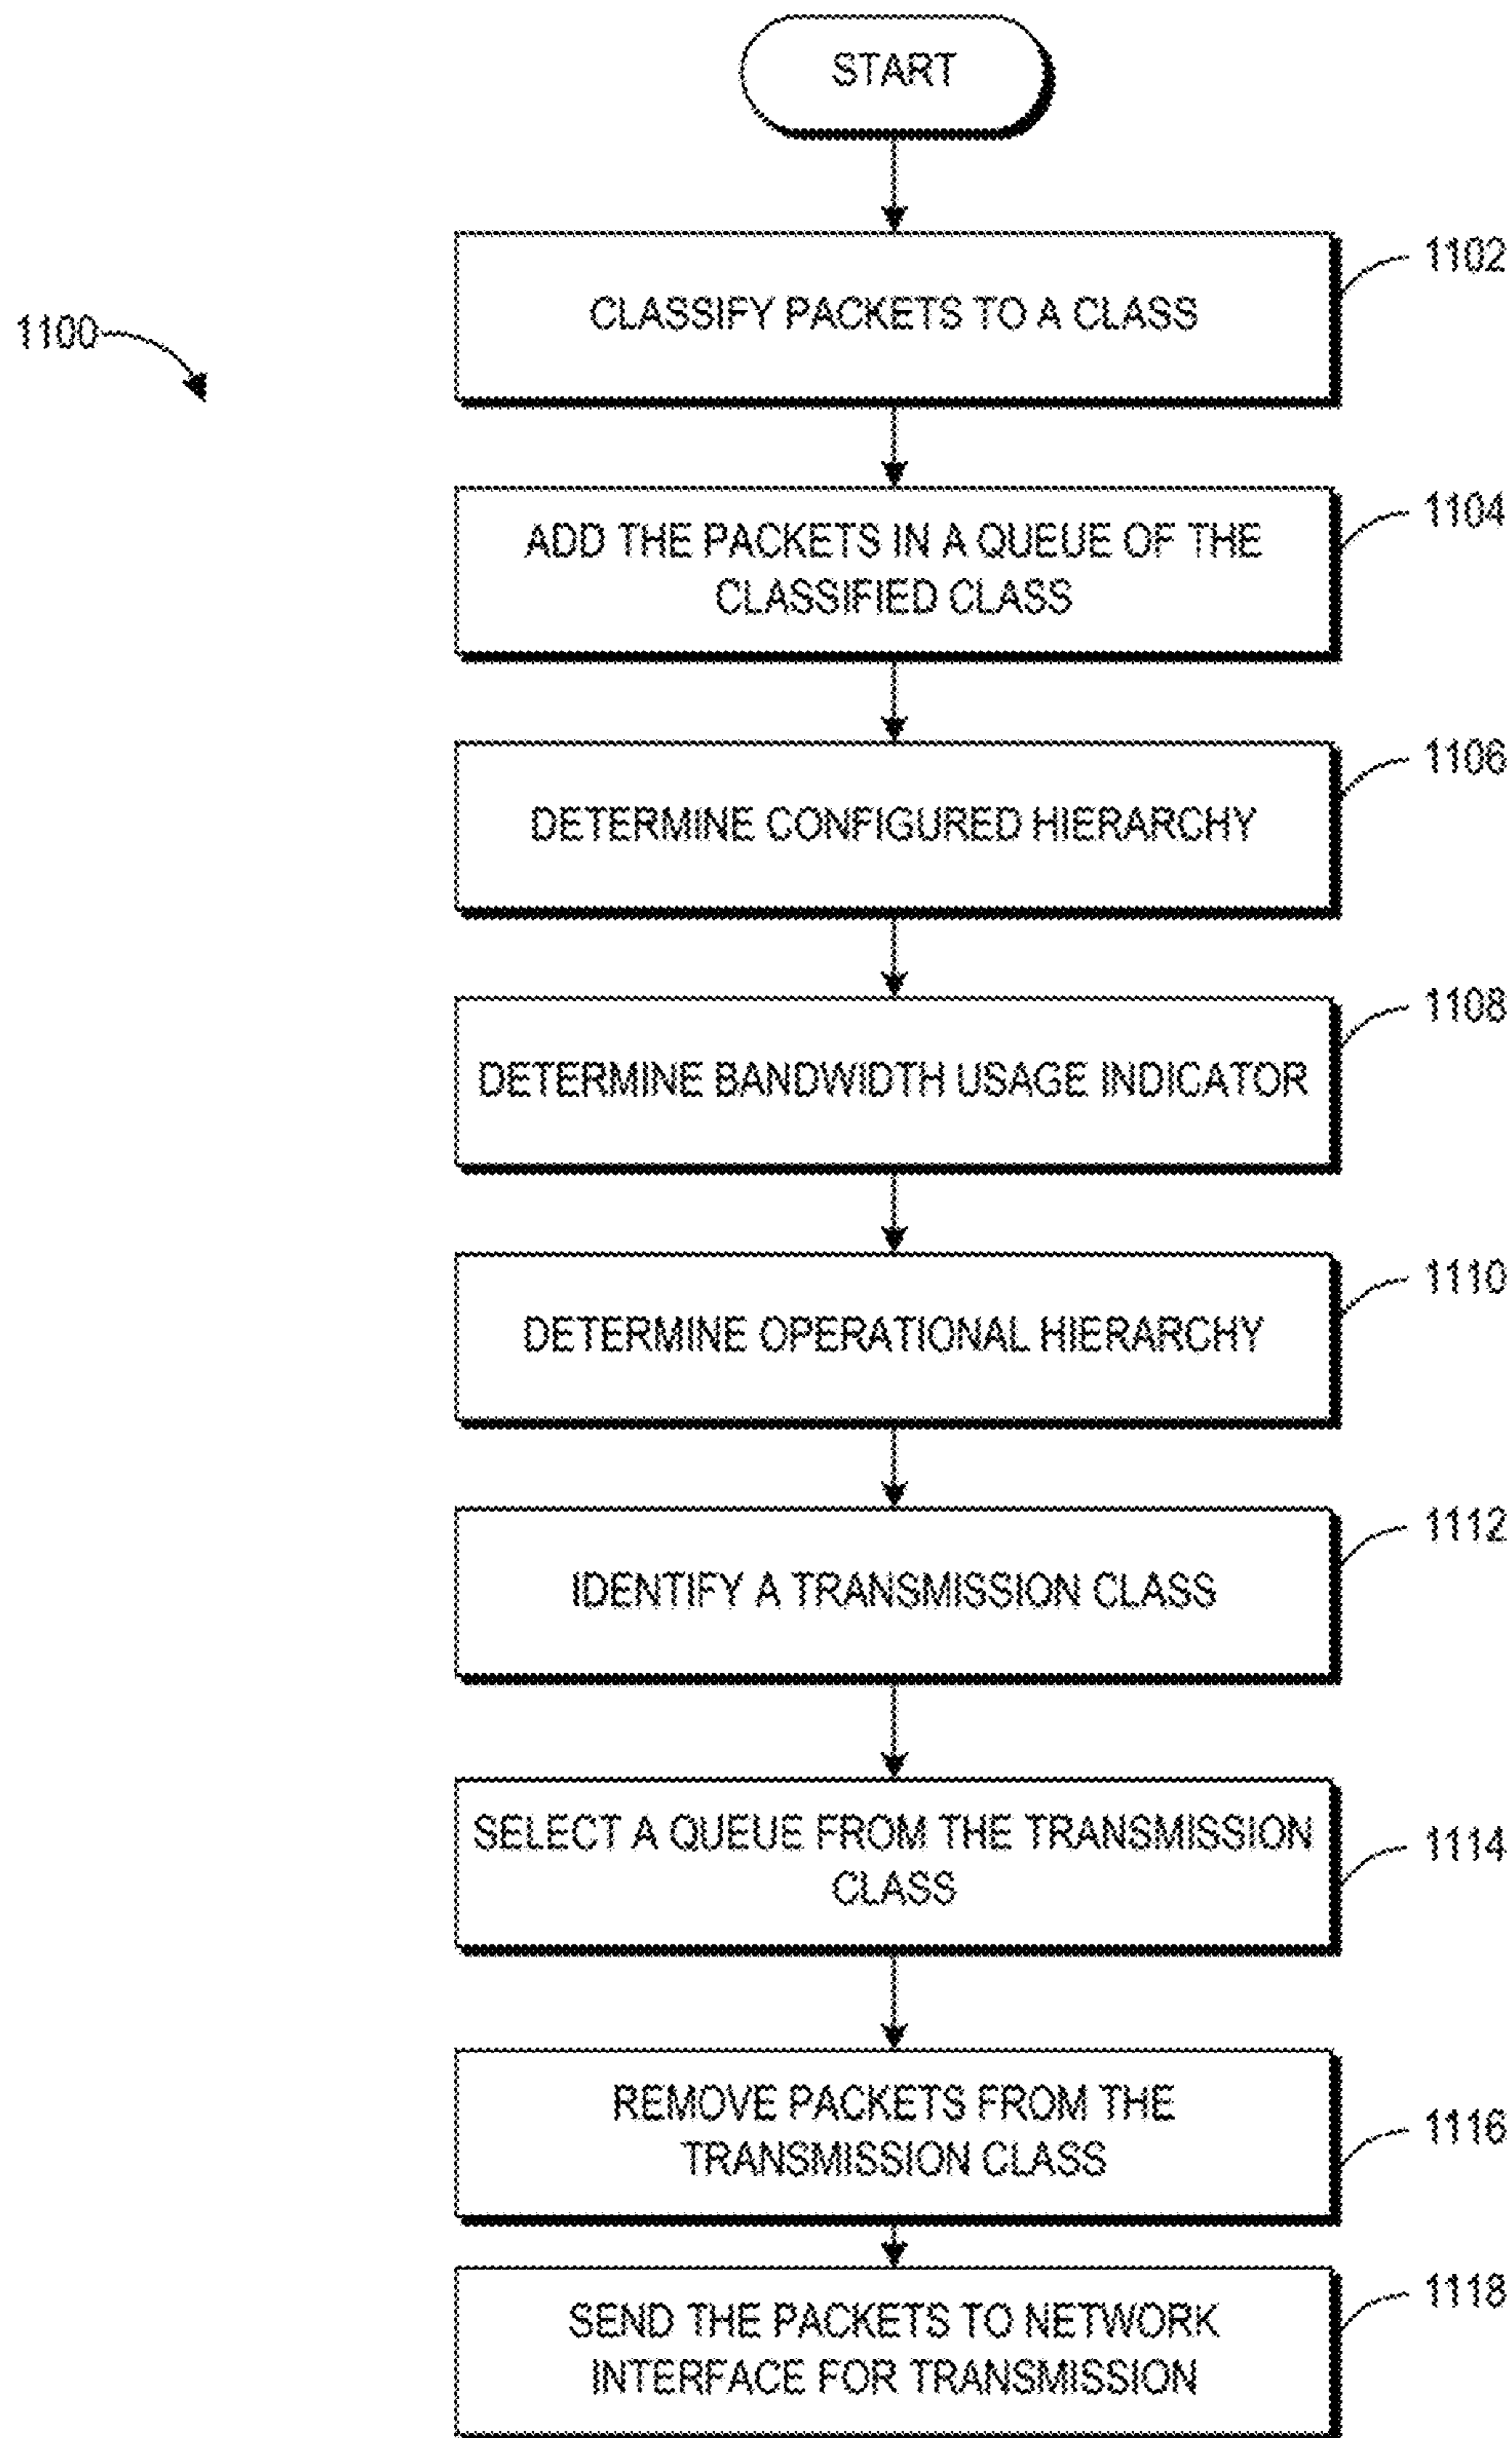 START
1100
CLASSIFY PACKETS TO A CLASS
1102
ADD THE PACKETS IN A QUEUE OF THE
CLASSIFIED CLASS
1104
DETERMINE CONFIGURED HIERARCHY
1106
DETERMINE BANDWIDTH USAGE INDICATOR
1108
DETERMINE OPERATIONAL HIERARCHY
1110
IDENTIFY A TRANSMISSION CLASS
1112
SELECT A QUEUE FROM THE TRANSMISSION
CLASS
1114
REMOVE PACKETS FROM THE
TRANSMISSION CLASS
1116
SEND THE PACKETS TO NETWORK
INTERFACE FOR TRANSMISSION
1118